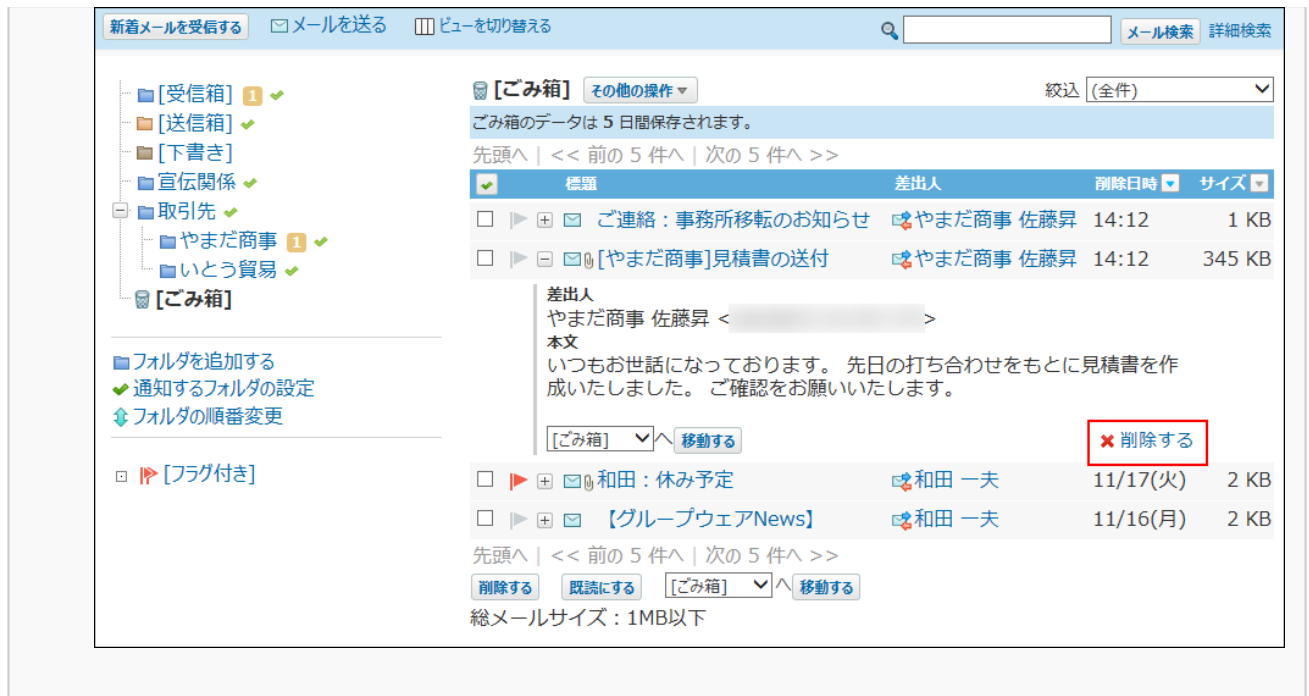 新着メールを受信する メールを送る ビューを切り替える メール検索 詳細検索
[受信箱] 1
[送信箱]
[下書き]
宣伝関係
取引先
やまだ商事 1
いとう貿易
[ごみ箱]
フォルダを追加する
通知するフォルダの設定
フォルダの順番変更
[フラグ付き]
[ごみ箱] その他の操作 絞込 (全件)
ごみ箱のデータは 5 日間保存されます。
先頭へ | << 前の 5 件へ | 次の 5 件へ >>
標題 差出人 削除日時 サイズ
ご連絡：事務所移転のお知らせ やまだ商事 佐藤昇 14:12 1 KB
[やまだ商事]見積書の送付 やまだ商事 佐藤昇 14:12 345 KB
差出人
やまだ商事 佐藤昇 < >
本文
いつもお世話になっております。 先日の打ち合わせをもとに見積書を作
成いたしました。 ご確認をお願いいたします。
[ごみ箱] へ 移動する 削除する
和田：休み予定 和田 一夫 11/17(火) 2 KB
【グループウェアNews】 和田 一夫 11/16(月) 2 KB
先頭へ | << 前の 5 件へ | 次の 5 件へ >>
削除する 既読にする [ごみ箱] へ 移動する
総メールサイズ：1MB以下